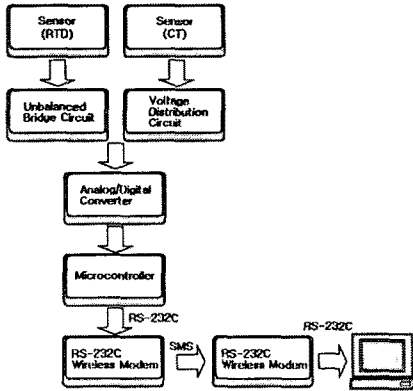 Sensor
(RTD)
Sensor
(CT)
Unbalanced
Bridge Circuit
Voltage
Distribution
Circuit
Analog/Digital
Converter
Microcontroller
RS-232C
RS-232C
Wireless Modem
SMS
RS-232C
Wireless Modem
RS-232C